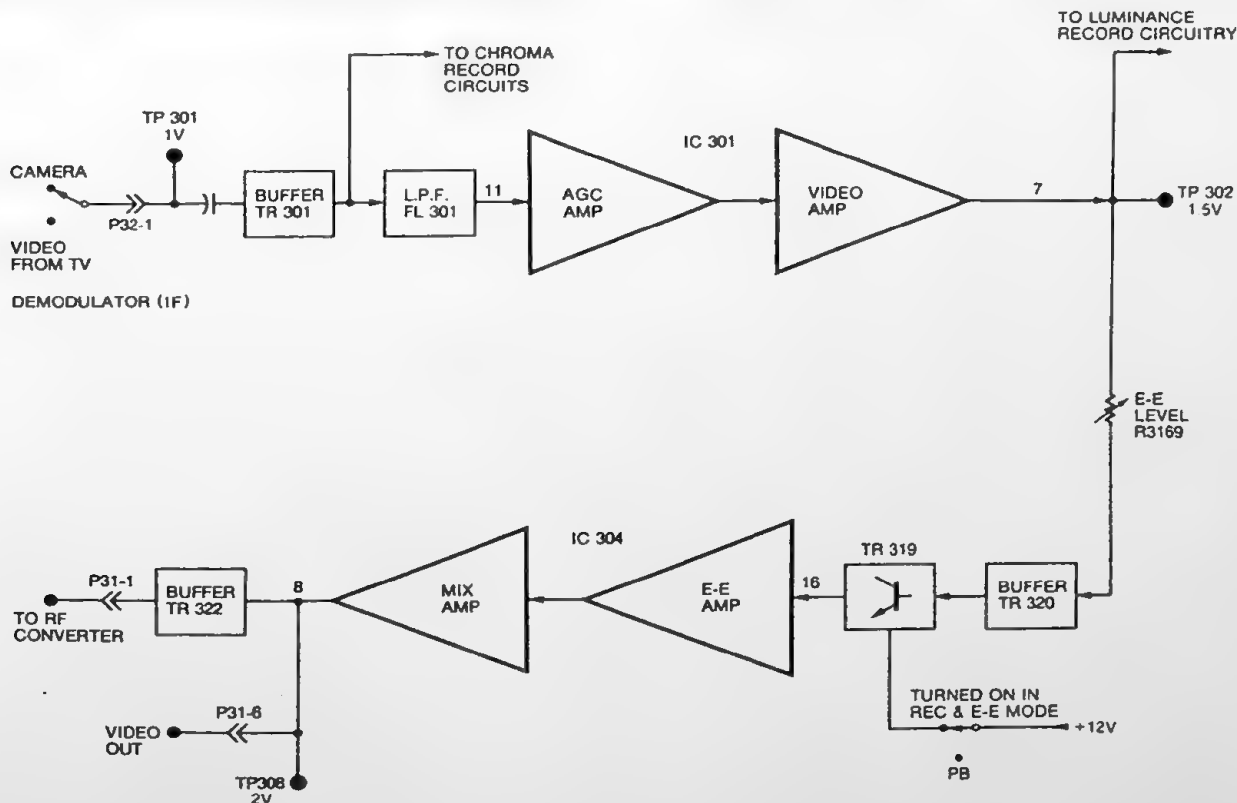 TO LUMINANCE
RECORD CIRCUITRY
TO CHROMA
RECORD
CIRCUITS
TP 301
1V
IC 301
CAMERA
P32-1
BUFFER
TR 301
L.P.F.
FL 301
11
AGC
AMP
VIDEO
AMP
7
TP 302
1.5V
VIDEO
FROM TV
DEMODULATOR (IF)
E-E
LEVEL
R3169
IC 304
TR 319
P31-1
TO RF
CONVERTER
BUFFER
TR 322
8
MIX
AMP
E-E
AMP
16
BUFFER
TR 320
P31-6
VIDEO
OUT
TP308
2V
TURNED ON IN
REC & E-E MODE
+12V
PB